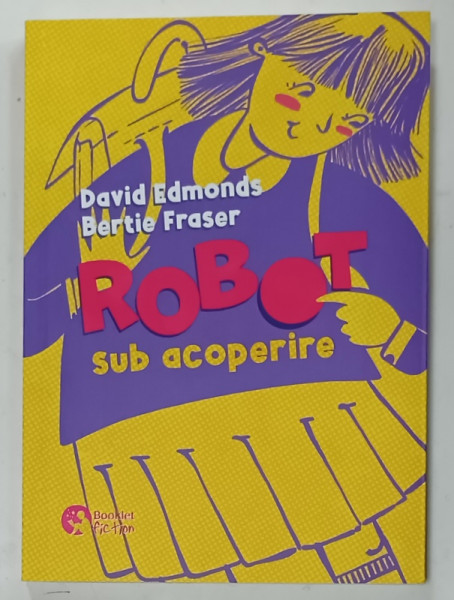 David Edmonds
Bertie Fraser
ROBOT
sub acoperire
Booklet
fiction